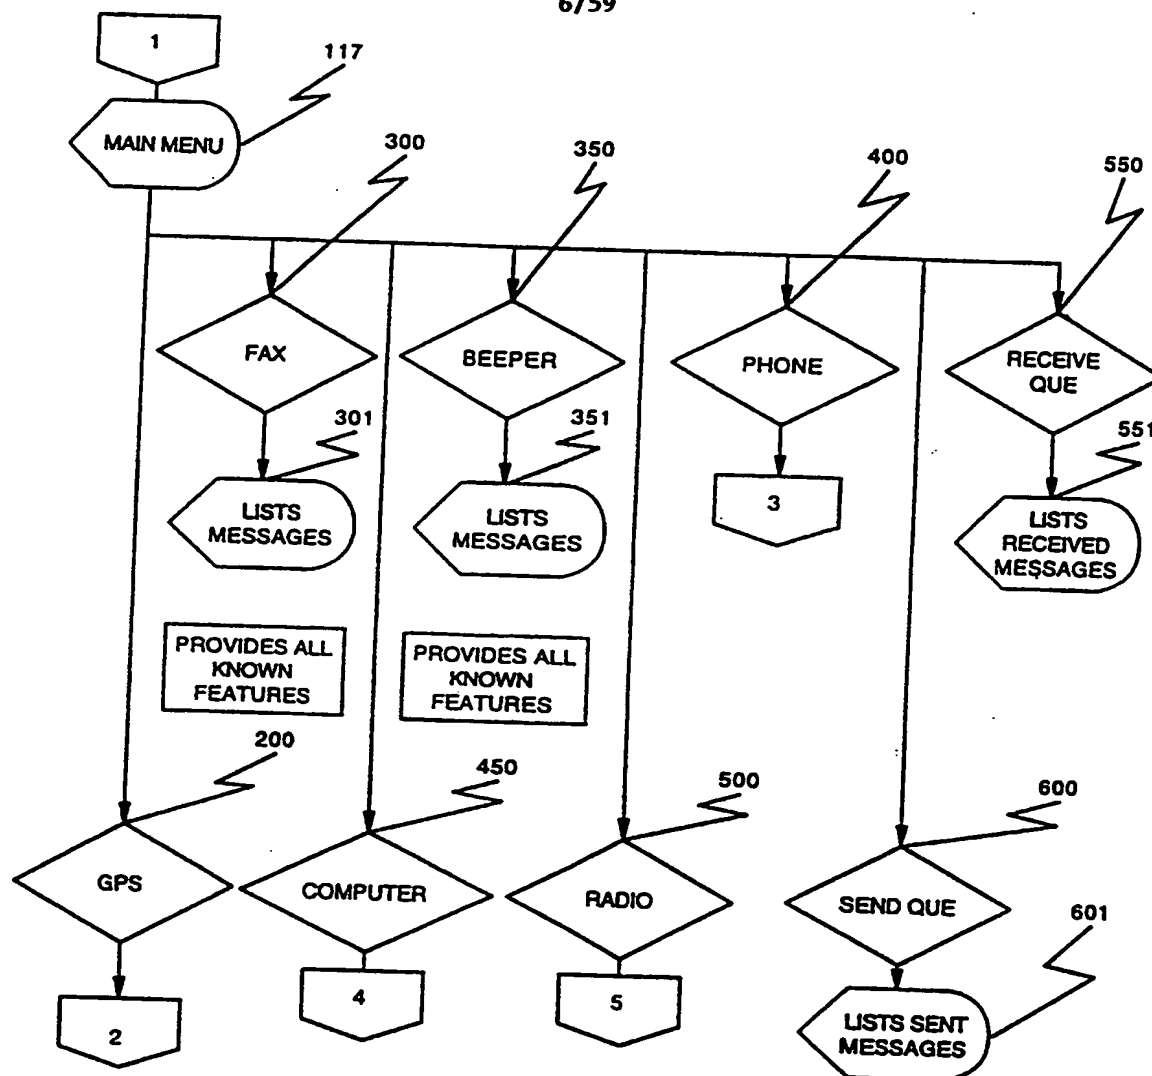 6/59
1
117
MAIN MENU
300
350
400
550
FAX
BEEPER
PHONE
RECEIVE
QUE
301
351
551
LISTS
MESSAGES
LISTS
MESSAGES
3
LISTS
RECEIVED
MESSAGES
PROVIDES ALL
KNOWN
FEATURES
PROVIDES ALL
KNOWN
FEATURES
200
450
500
600
GPS
COMPUTER
RADIO
SEND QUE
601
2
4
5
LISTS SENT
MESSAGES